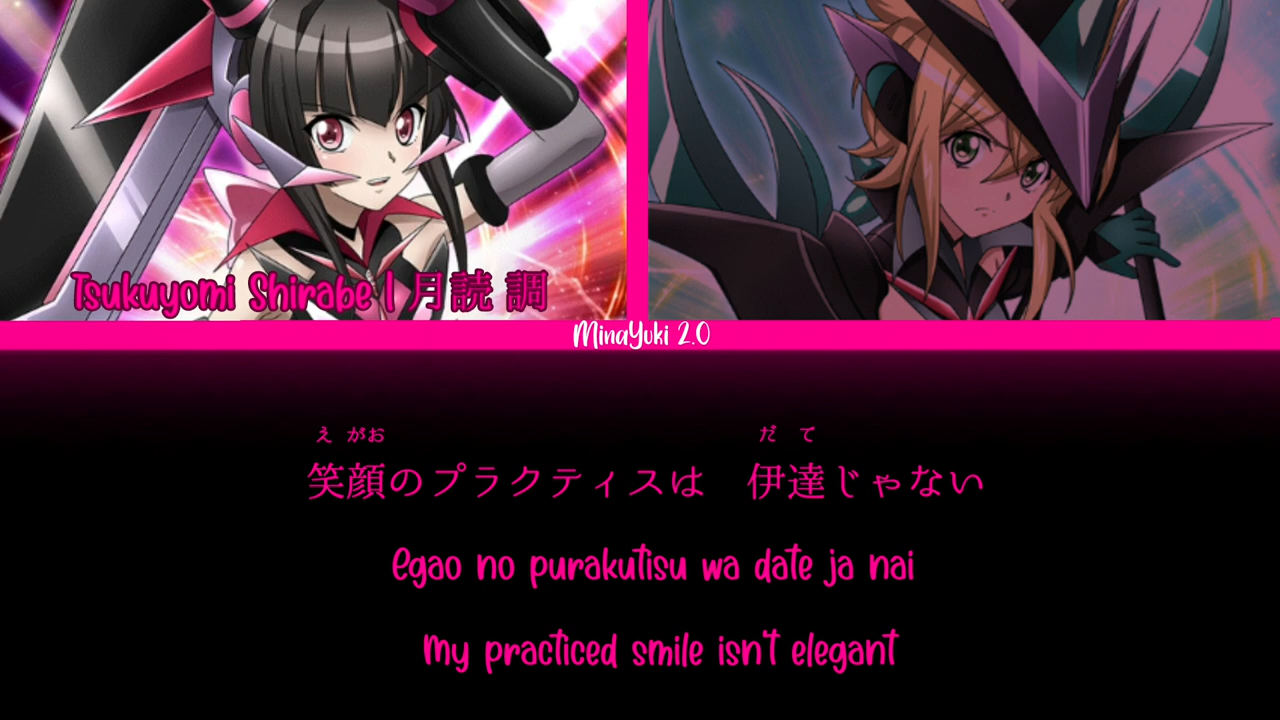 Tsukuyomi Shirabe | 月読 調
MinaYuki 2.0
え がお だ て
笑顔のプラクティスは 伊達じゃない
Egao no purakutisu wa date ja nai
My practiced smile isn't elegant